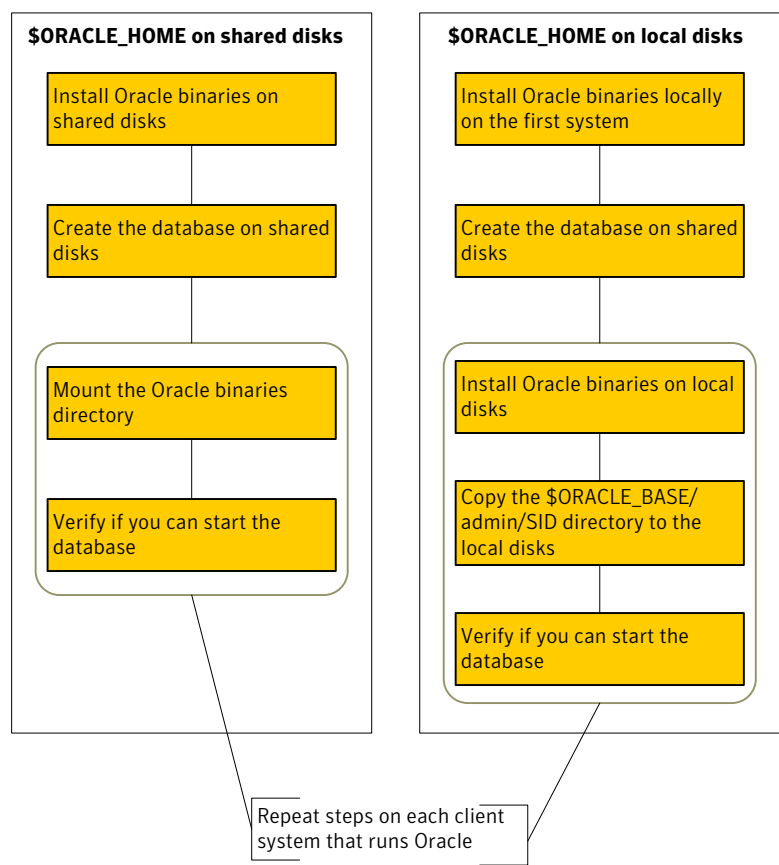 $ORACLE_HOME on shared disks
Install Oracle binaries on
shared disks
Create the database on shared
disks
Mount the Oracle binaries
directory
Verify if you can start the
database
$ORACLE_HOME on local disks
Install Oracle binaries locally
on the first system
Create the database on shared
disks
Install Oracle binaries on local
disks
Copy the $ORACLE_BASE/
admin/SID directory to the
local disks
Verify if you can start the
database
Repeat steps on each client
system that runs Oracle